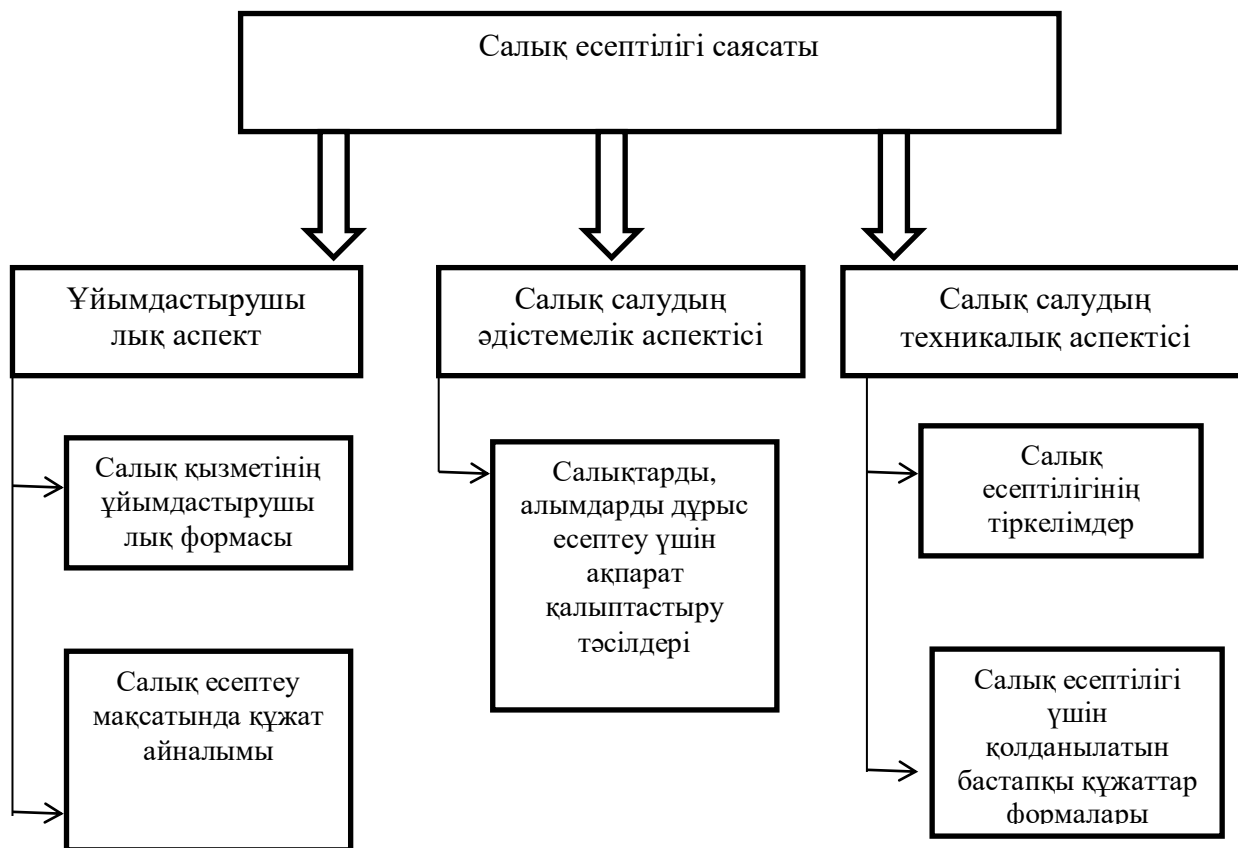 Салық есептілігі саясаты
Ұйымдастырушы
лық аспект
Салық салудың
әдістемелік аспектісі
Салық салудың
техникалық аспектісі
Салық қызметінің
ұйымдастырушы
лық формасы
Салық есептеу
мақсатында құжат
айналымы
Салықтарды,
алымдарды дұрыс
есептеу үшін
ақпарат
қалыптастыру
тәсілдері
Салық
есептілігінің
тіркелімдер
Салық есептілігі
үшін
қолданылатын
бастапқы құжаттар
формалары